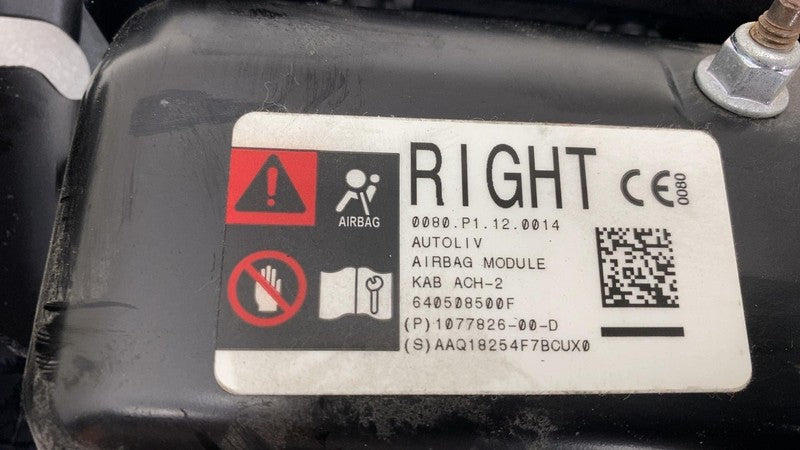 RIGHT
CE 0080
0080.P1.12.0014
AUTOLIV
AIRBAG MODULE
KAB ACH-2
640508500F
(P)1077826-00-D
(S)AAQ18254F7BCUX0
AIRBAG